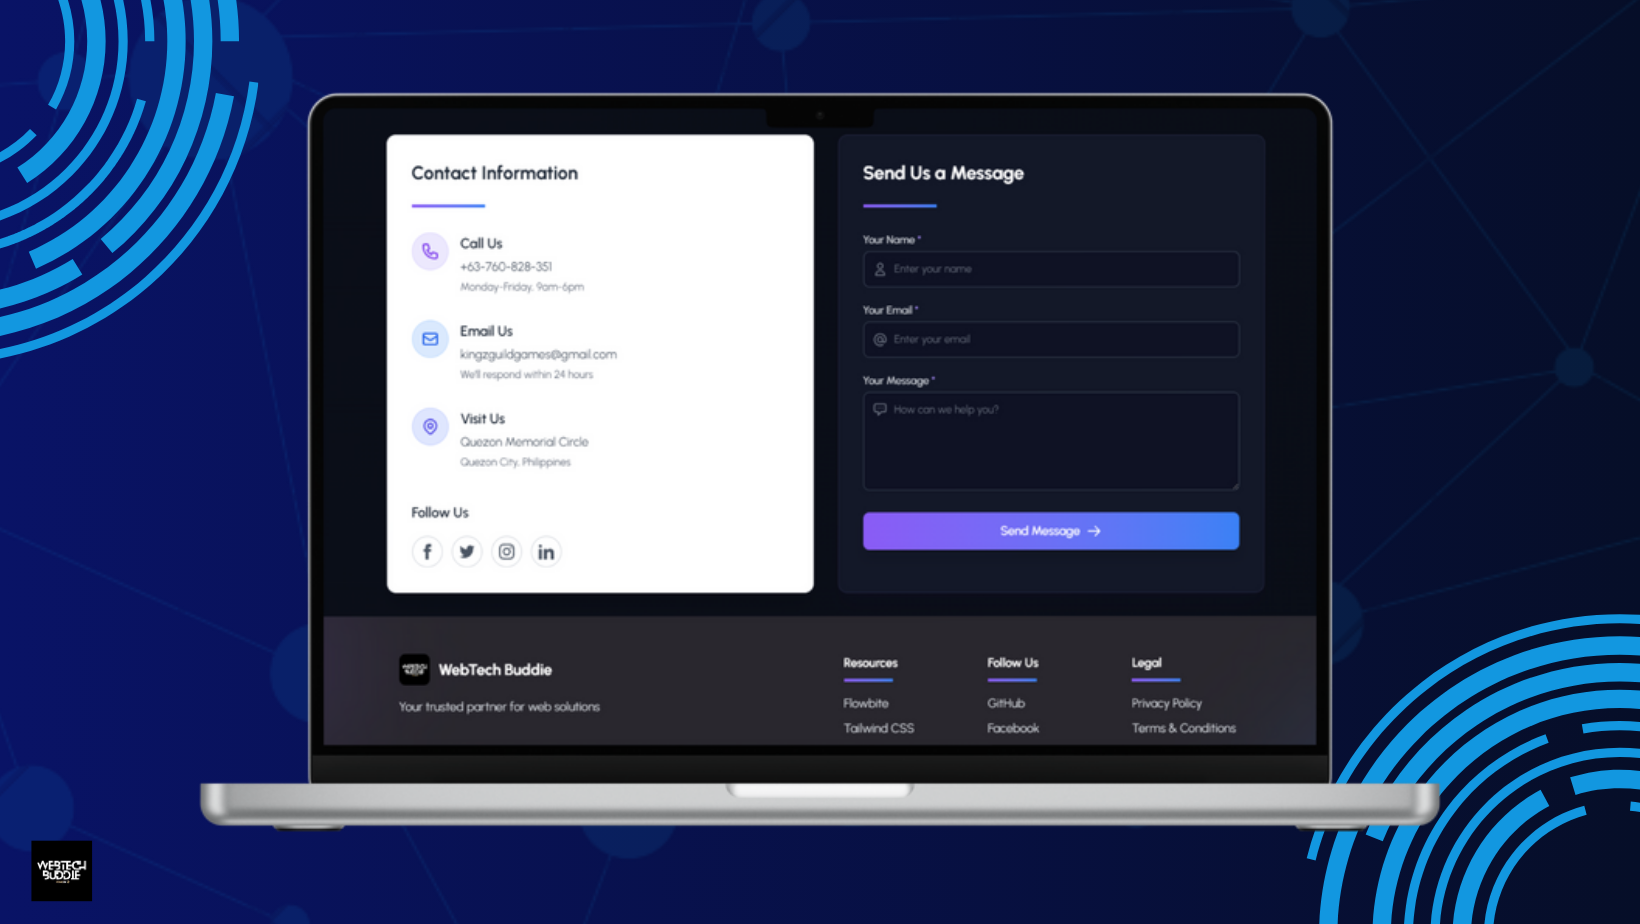 Contact Information
Call Us
+63-760-828-351
Monday-Friday, 9am-6pm
Email Us
kingzguildgames@gmail.com
We'll respond within 24 hours
Visit Us
Quezon Memorial Circle
Quezon City, Philippines
Follow Us
Send Us a Message
Your Name *
Enter your name
Your Email *
Enter your email
Your Message *
How can we help you?
Send Message →
WebTech Buddie
Your trusted partner for web solutions
Resources
Flowbite
Tailwind CSS
Follow Us
GitHub
Facebook
Legal
Privacy Policy
Terms & Conditions
WEBTECH
BUDDIE